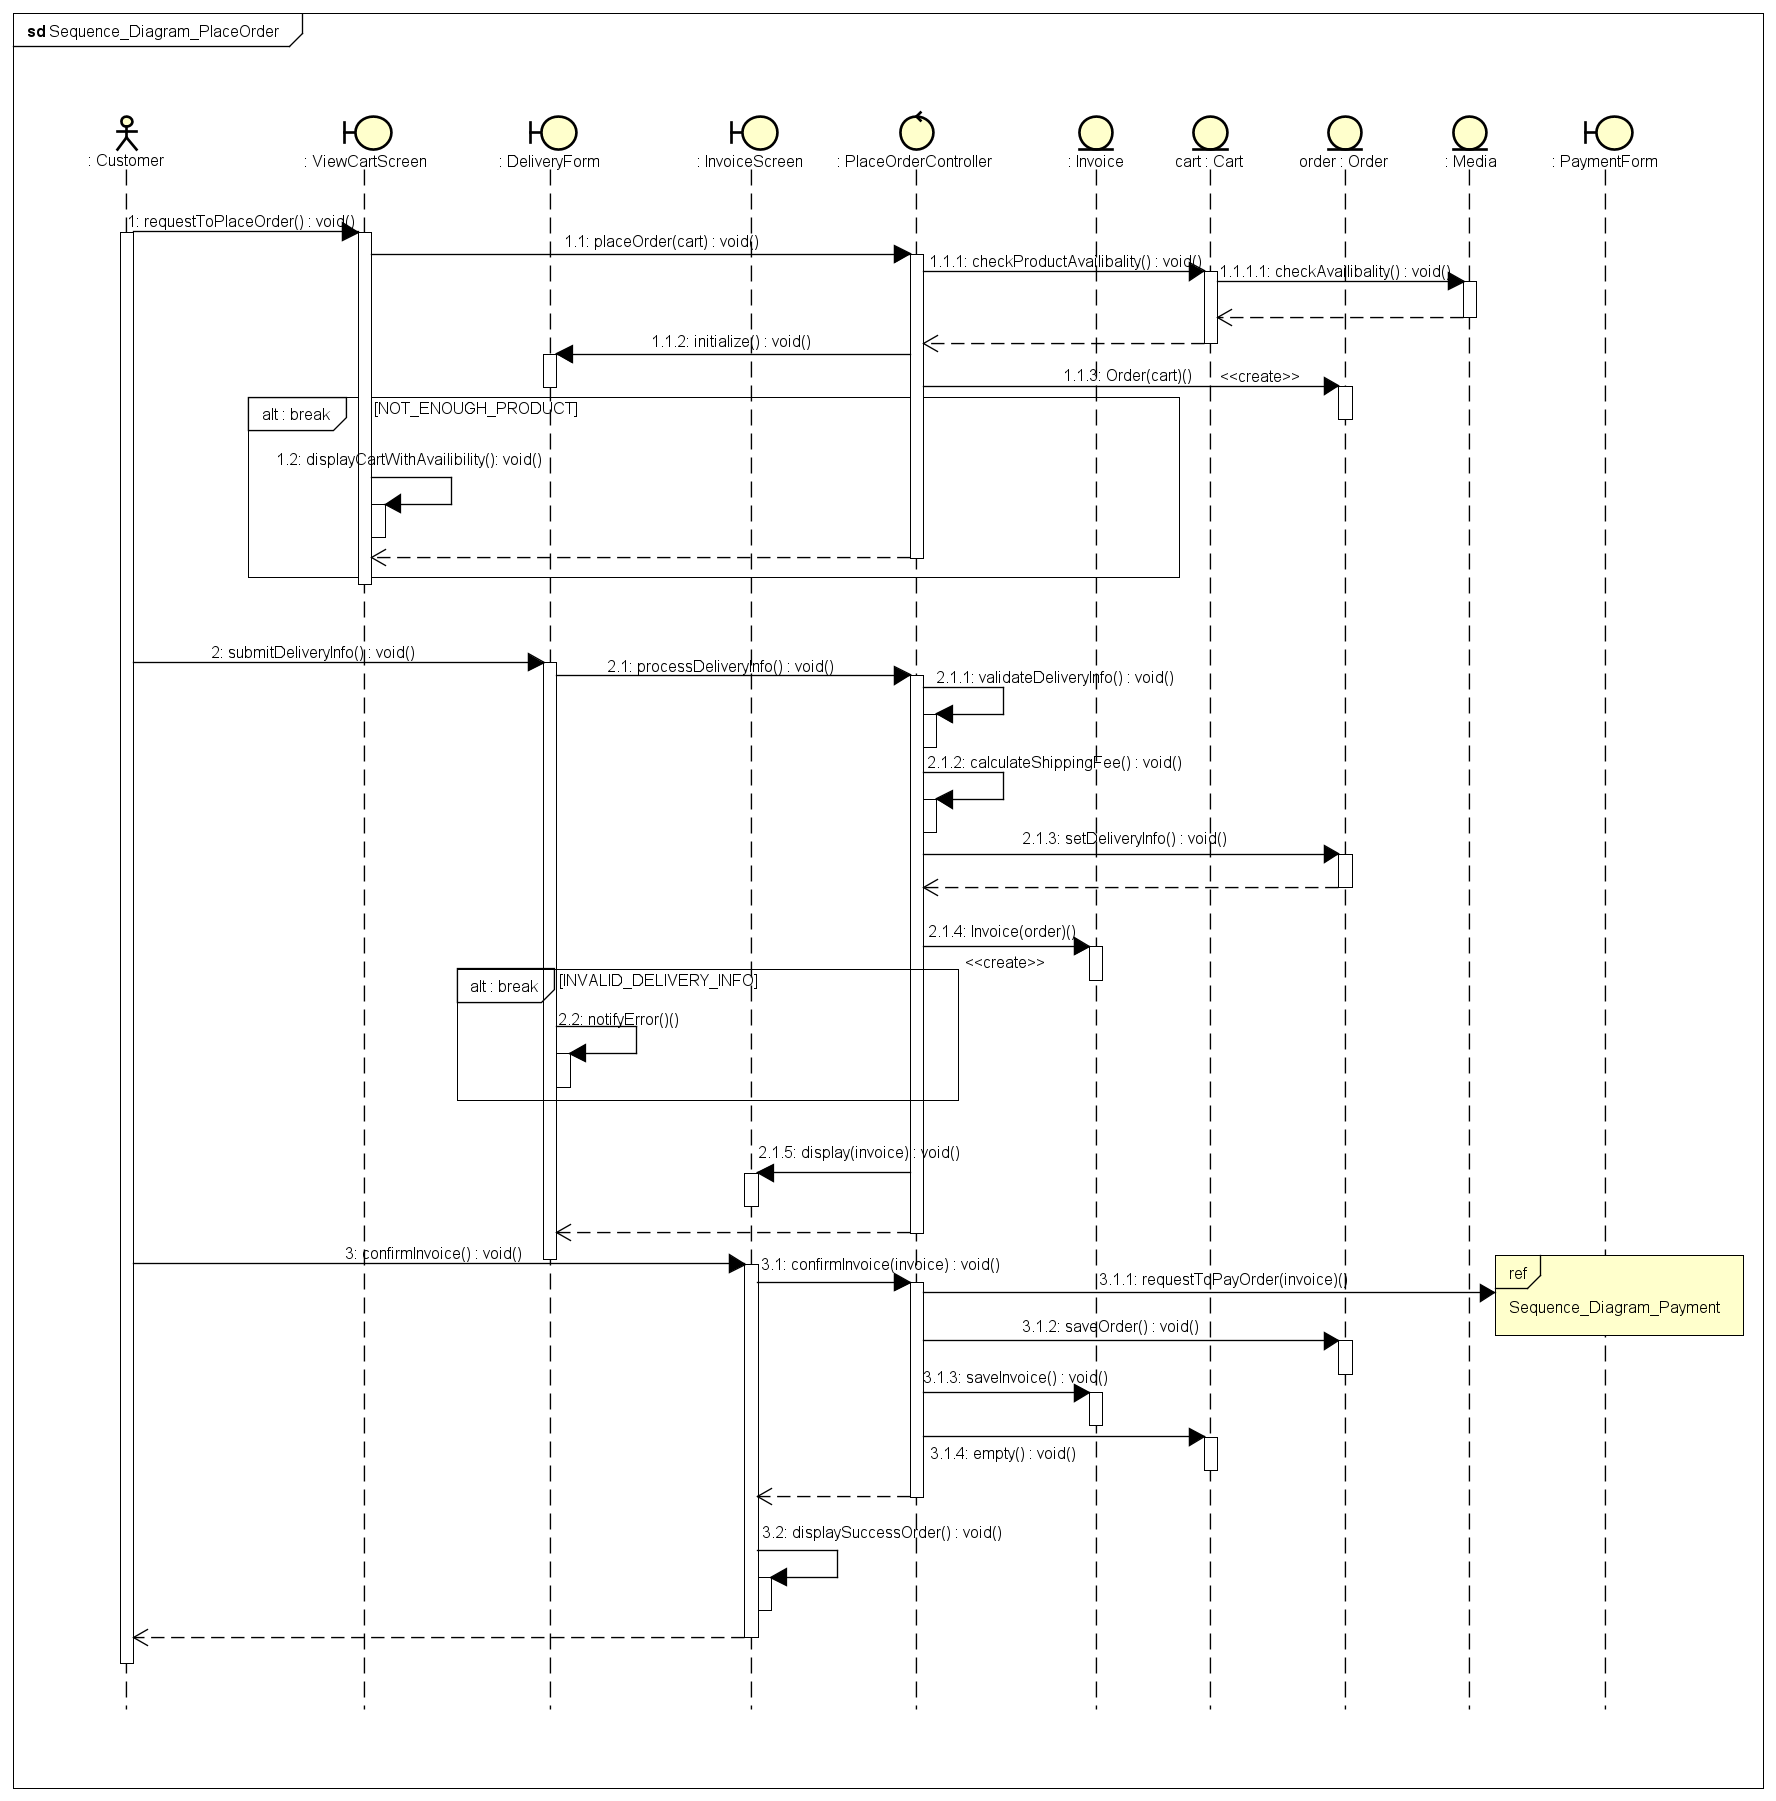 sd Sequence_Diagram_PlaceOrder
: Customer
: ViewCartScreen
: DeliveryForm
: InvoiceScreen
: PlaceOrderController
: Invoice
cart : Cart
order : Order
: Media
: PaymentForm
1: requestToPlaceOrder() : void()
1.1: placeOrder(cart) : void()
1.1.1: checkProductAvailibality() : void()
1.1.1.1: checkAvailibality() : void()
1.1.2: initialize() : void()
1.1.3: Order(cart)()
<<create>>
alt : break
[NOT_ENOUGH_PRODUCT]
1.2: displayCartWithAvailibility(): void()
2: submitDeliveryInfo() : void()
2.1: processDeliveryInfo() : void()
2.1.1: validateDeliveryInfo() : void()
2.1.2: calculateShippingFee() : void()
2.1.3: setDeliveryInfo() : void()
2.1.4: Invoice(order)()
<<create>>
alt : break
[INVALID_DELIVERY_INFO]
2.2: notifyError()()
2.1.5: display(invoice) : void()
3: confirmInvoice() : void()
3.1: confirmInvoice(invoice) : void()
3.1.1: requestToPayOrder(invoice)()
ref
Sequence_Diagram_Payment
3.1.2: saveOrder() : void()
3.1.3: saveInvoice() : void()
3.1.4: empty() : void()
3.2: displaySuccessOrder() : void()